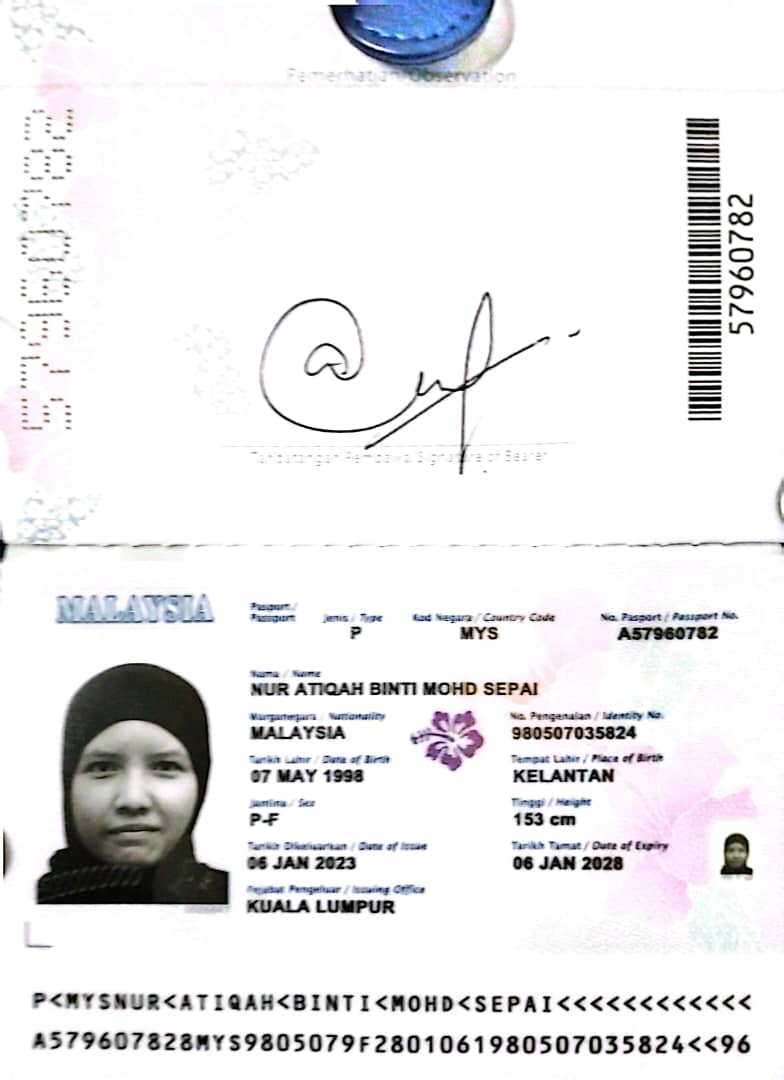 Pemerhatian/Observation
57960782
57960782
Tandatangan Pembawa/Signature of Bearer
MALAYSIA
Pasport/ Passport
Jenis / Type
P
Kod Negara / Country Code
MYS
No. Pasport / Passport No.
A57960782
Nama / Name
NUR ATIQAH BINTI MOHD SEPAI
Warganegara / Nationality
MALAYSIA
No. Pengenalan / Identity No.
980507035824
Tarikh Lahir / Date of Birth
07 MAY 1998
Tempat Lahir / Place of Birth
KELANTAN
Jantina / Sex
P-F
Tinggi / Height
153 cm
Tarikh Dikeluarkan / Date of Issue
06 JAN 2023
Tarikh Tamat / Date of Expiry
06 JAN 2028
Pejabat Pengeluar / Issuing Office
KUALA LUMPUR
P<MYSNUR<ATIQAH<BINTI<MOHD<SEPAI<<<<<<<<<<<<
A579607828MYS9805079F2801061980507035824<<96